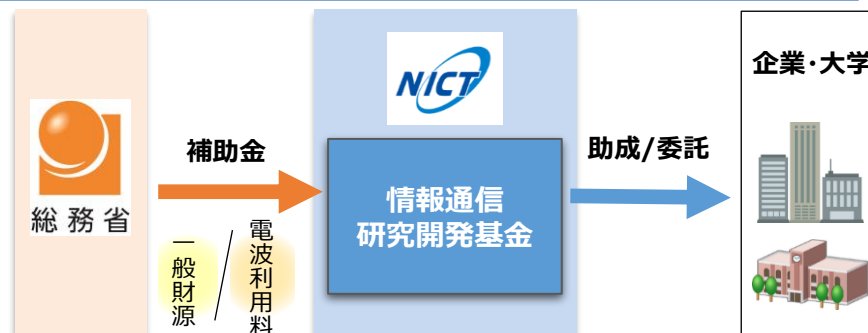 総務省
補助金
一般財源
/
電波利用料
NICT
情報通信
研究開発基金
助成/委託
企業・大学